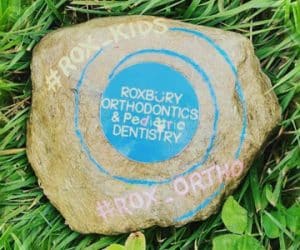 #ROX_KIDS
ROXBURY
ORTHODONTICS
& Pediatric
DENTISTRY
#ROX_ORTHO